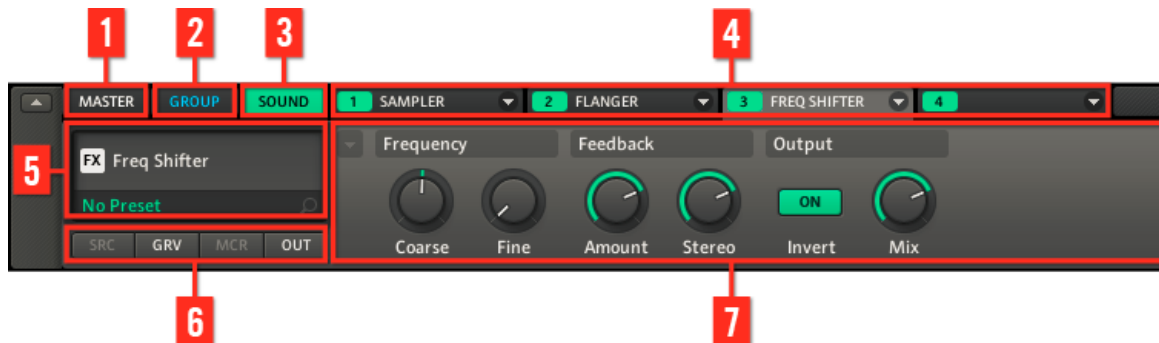 1 2 3 4
MASTER GROUP SOUND 1 SAMPLER 2 FLANGER 3 FREQ SHIFTER 4
5
FX Freq Shifter
No Preset
SRC GRV MCR OUT
Frequency Feedback Output
ON
Coarse Fine Amount Stereo Invert Mix
6 7